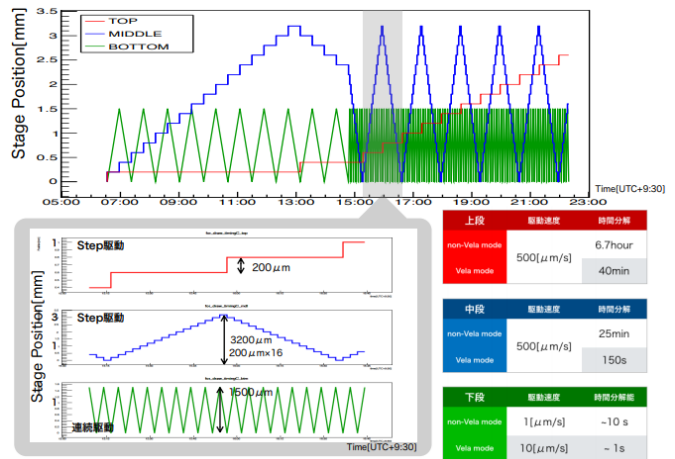 Stage Position[mm]
3.5
3
2.5
2
1.5
1
0.5
0
TOP
MIDDLE
BOTTOM
05:00
07:00
09:00
11:00
13:00
15:00
17:00
19:00
21:00
23:00
Time[UTC+9:30]
Stage Position[mm]
1
Step駆動
200μm
3
Step駆動
3200μm
200μm×16
1
1500μm
連続駆動
Time[UTC+9:30]
上段 駆動速度 時間分解
non-Vela mode 500[μm/s] 6.7hour
Vela mode 40min
中段 駆動速度 時間分解
non-Vela mode 500[μm/s] 25min
Vela mode 150s
下段 駆動速度 時間分解能
non-Vela mode 1[μm/s] ~10 s
Vela mode 10[μm/s] ~ 1s